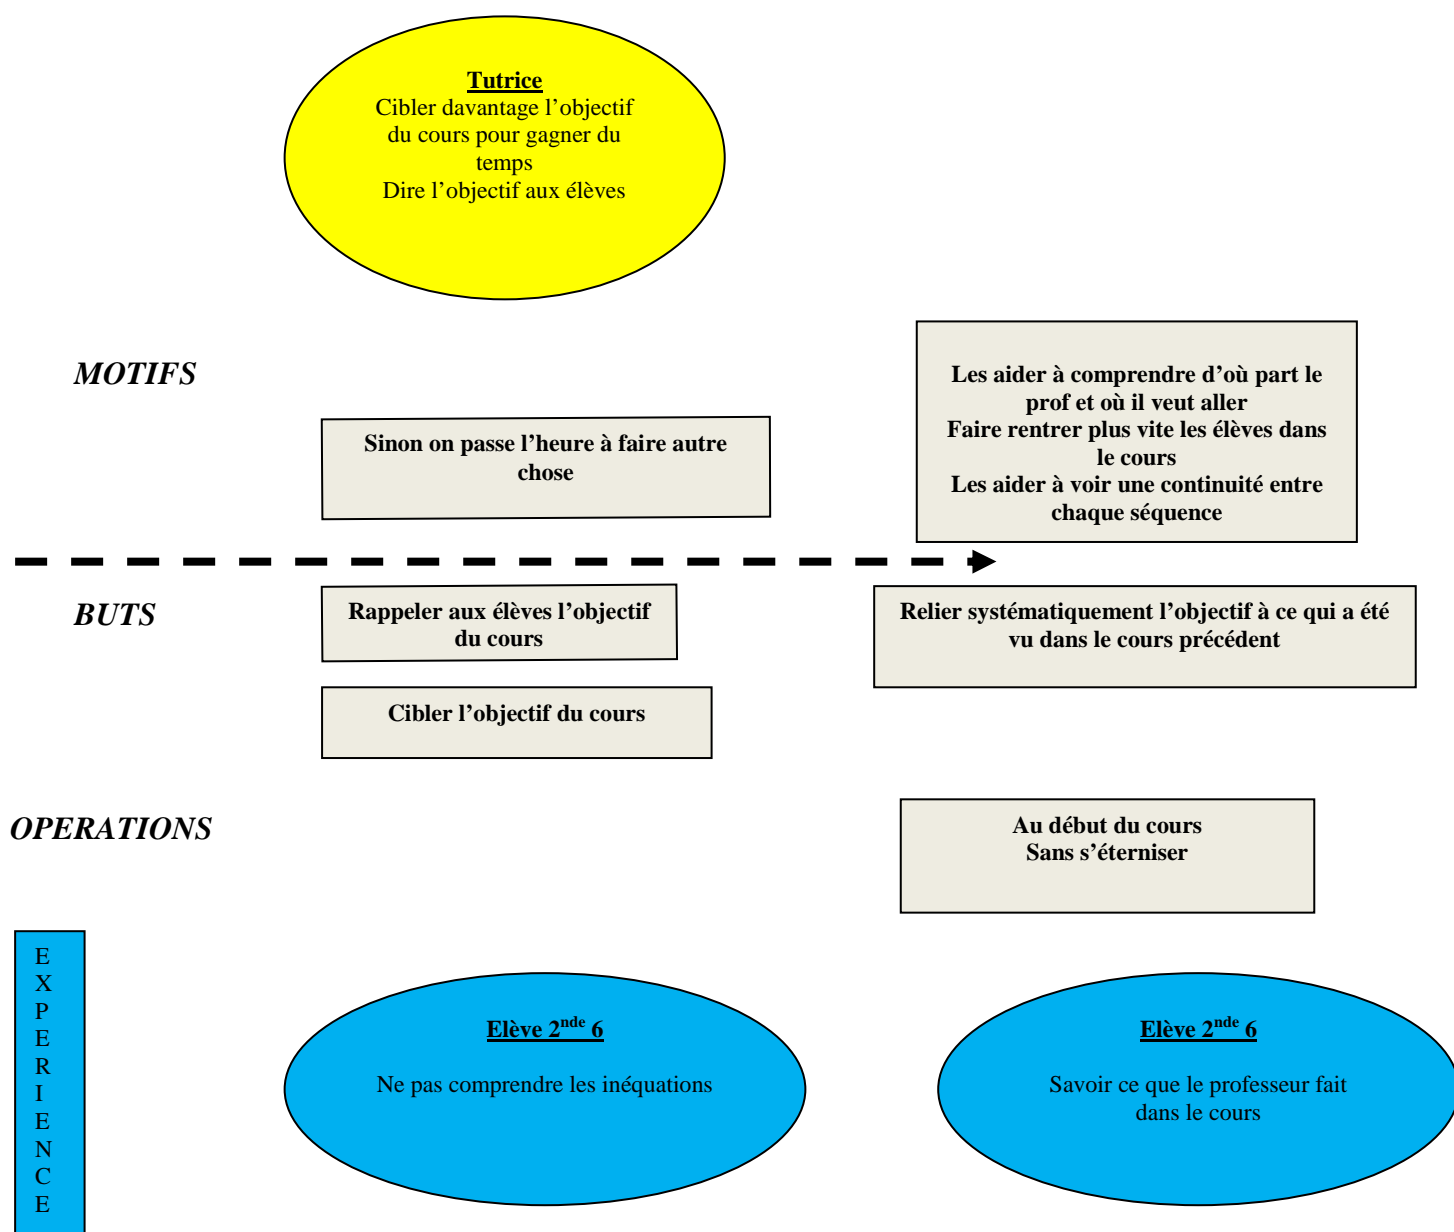 Tutrice
Cibler davantage l’objectif
du cours pour gagner du
temps
Dire l’objectif aux élèves
MOTIFS
Les aider à comprendre d’où part le
prof et où il veut aller
Faire rentrer plus vite les élèves dans
le cours
Les aider à voir une continuité entre
chaque séquence
Sinon on passe l’heure à faire autre
chose
BUTS
Rappeler aux élèves l’objectif
du cours
Relier systématiquement l’objectif à ce qui a été
vu dans le cours précédent
Cibler l’objectif du cours
OPERATIONS
Au début du cours
Sans s’éterniser
E
X
P
E
R
I
E
N
C
E
Elève 2nde 6
Ne pas comprendre les inéquations
Elève 2nde 6
Savoir ce que le professeur fait
dans le cours